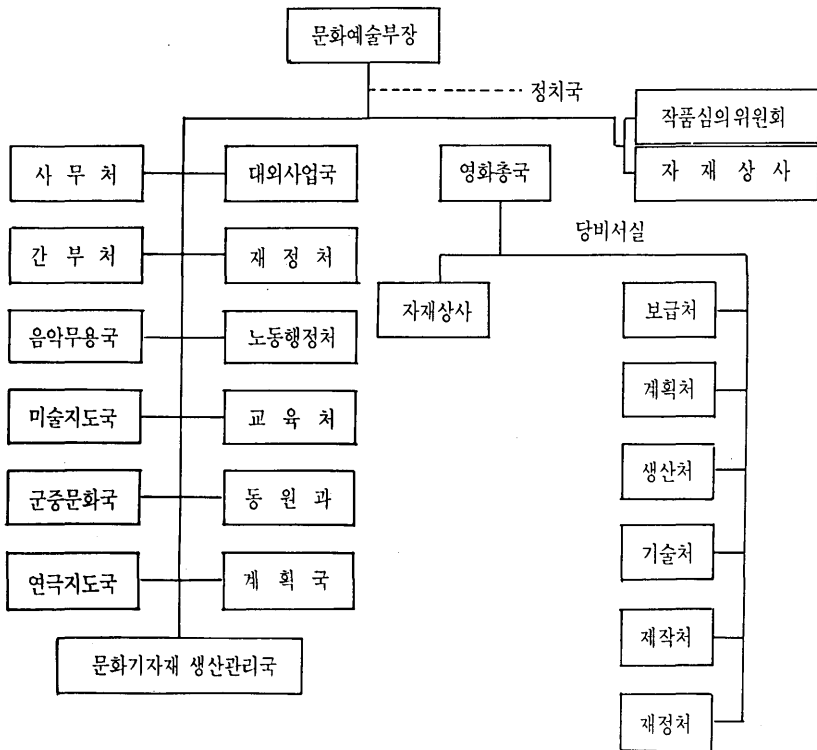 문화예술부장
정치국
작품심의위원회
자 재 상 사
사 무 처
대외사업국
영화총국
당비서실
간 부 처
재 정 처
자재상사
보급처
음악무용국
노동행정처
계획처
미술지도국
교 육 처
생산처
군중문화국
동 원 과
기술처
연극지도국
계 획 국
제작처
문화기자재 생산관리국
재정처